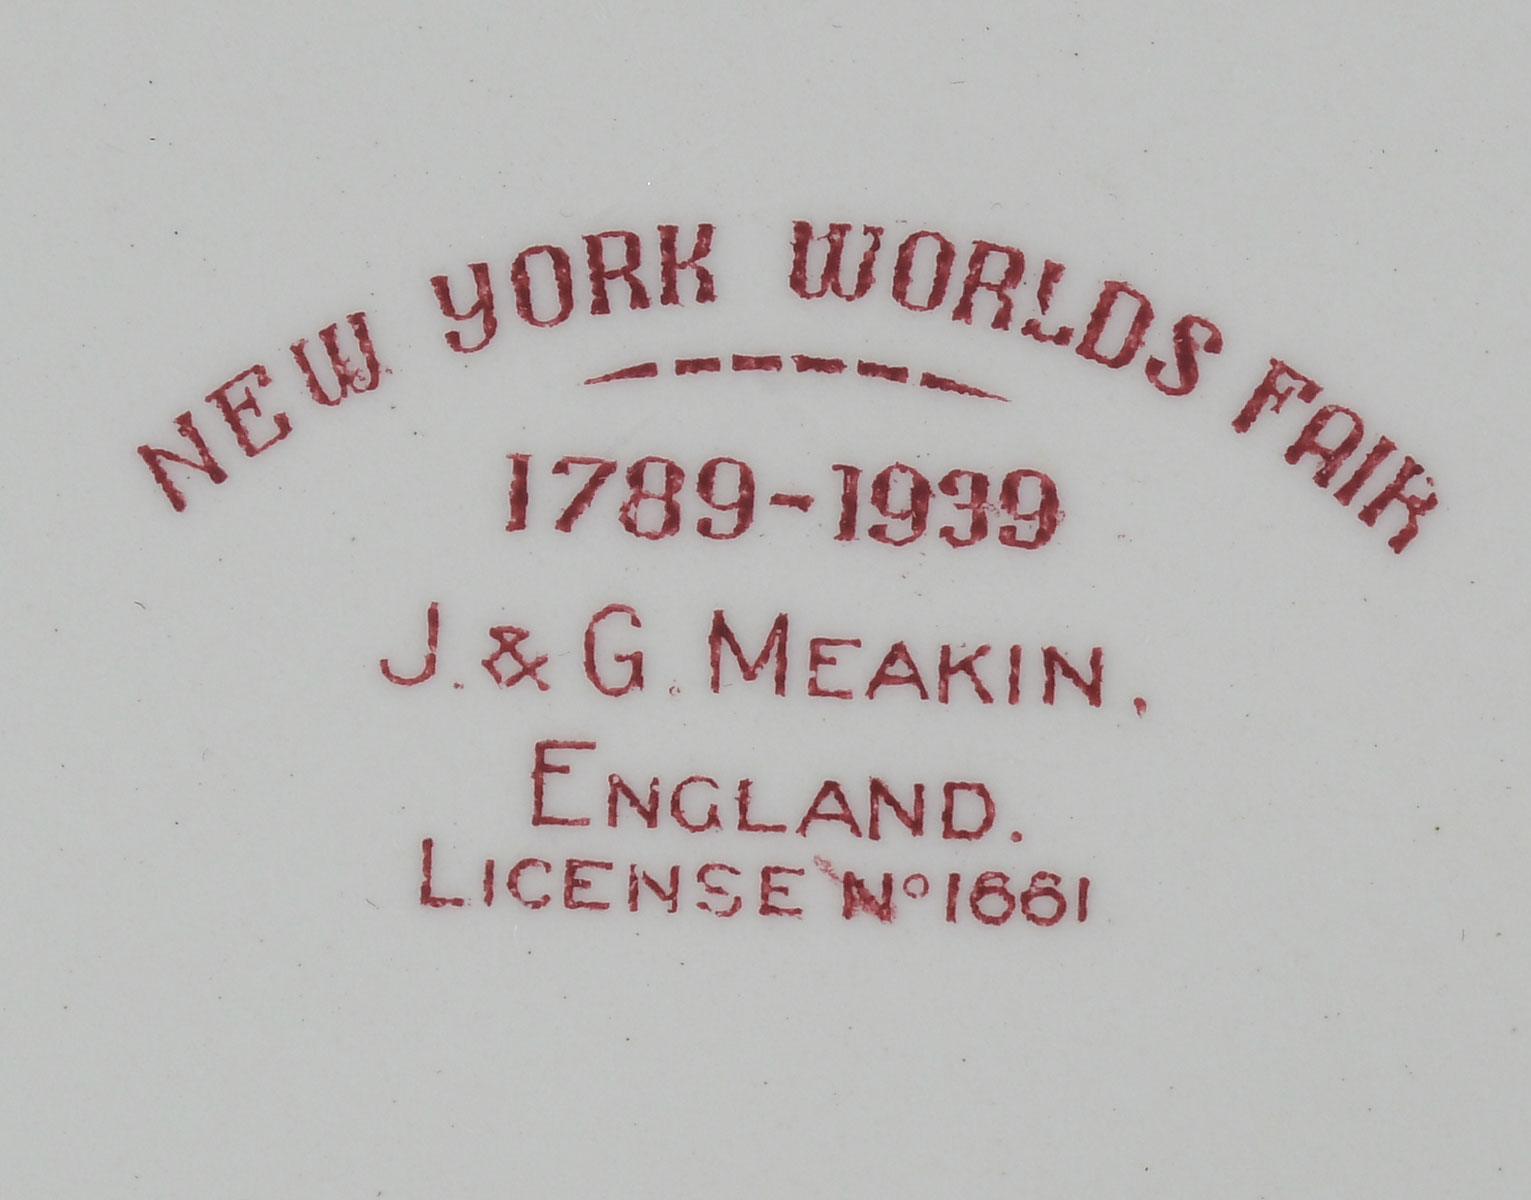 NEW YORK WORLDS FAIR
1789-1939
J. & G. MEAKIN,
ENGLAND.
LICENSE No 1661